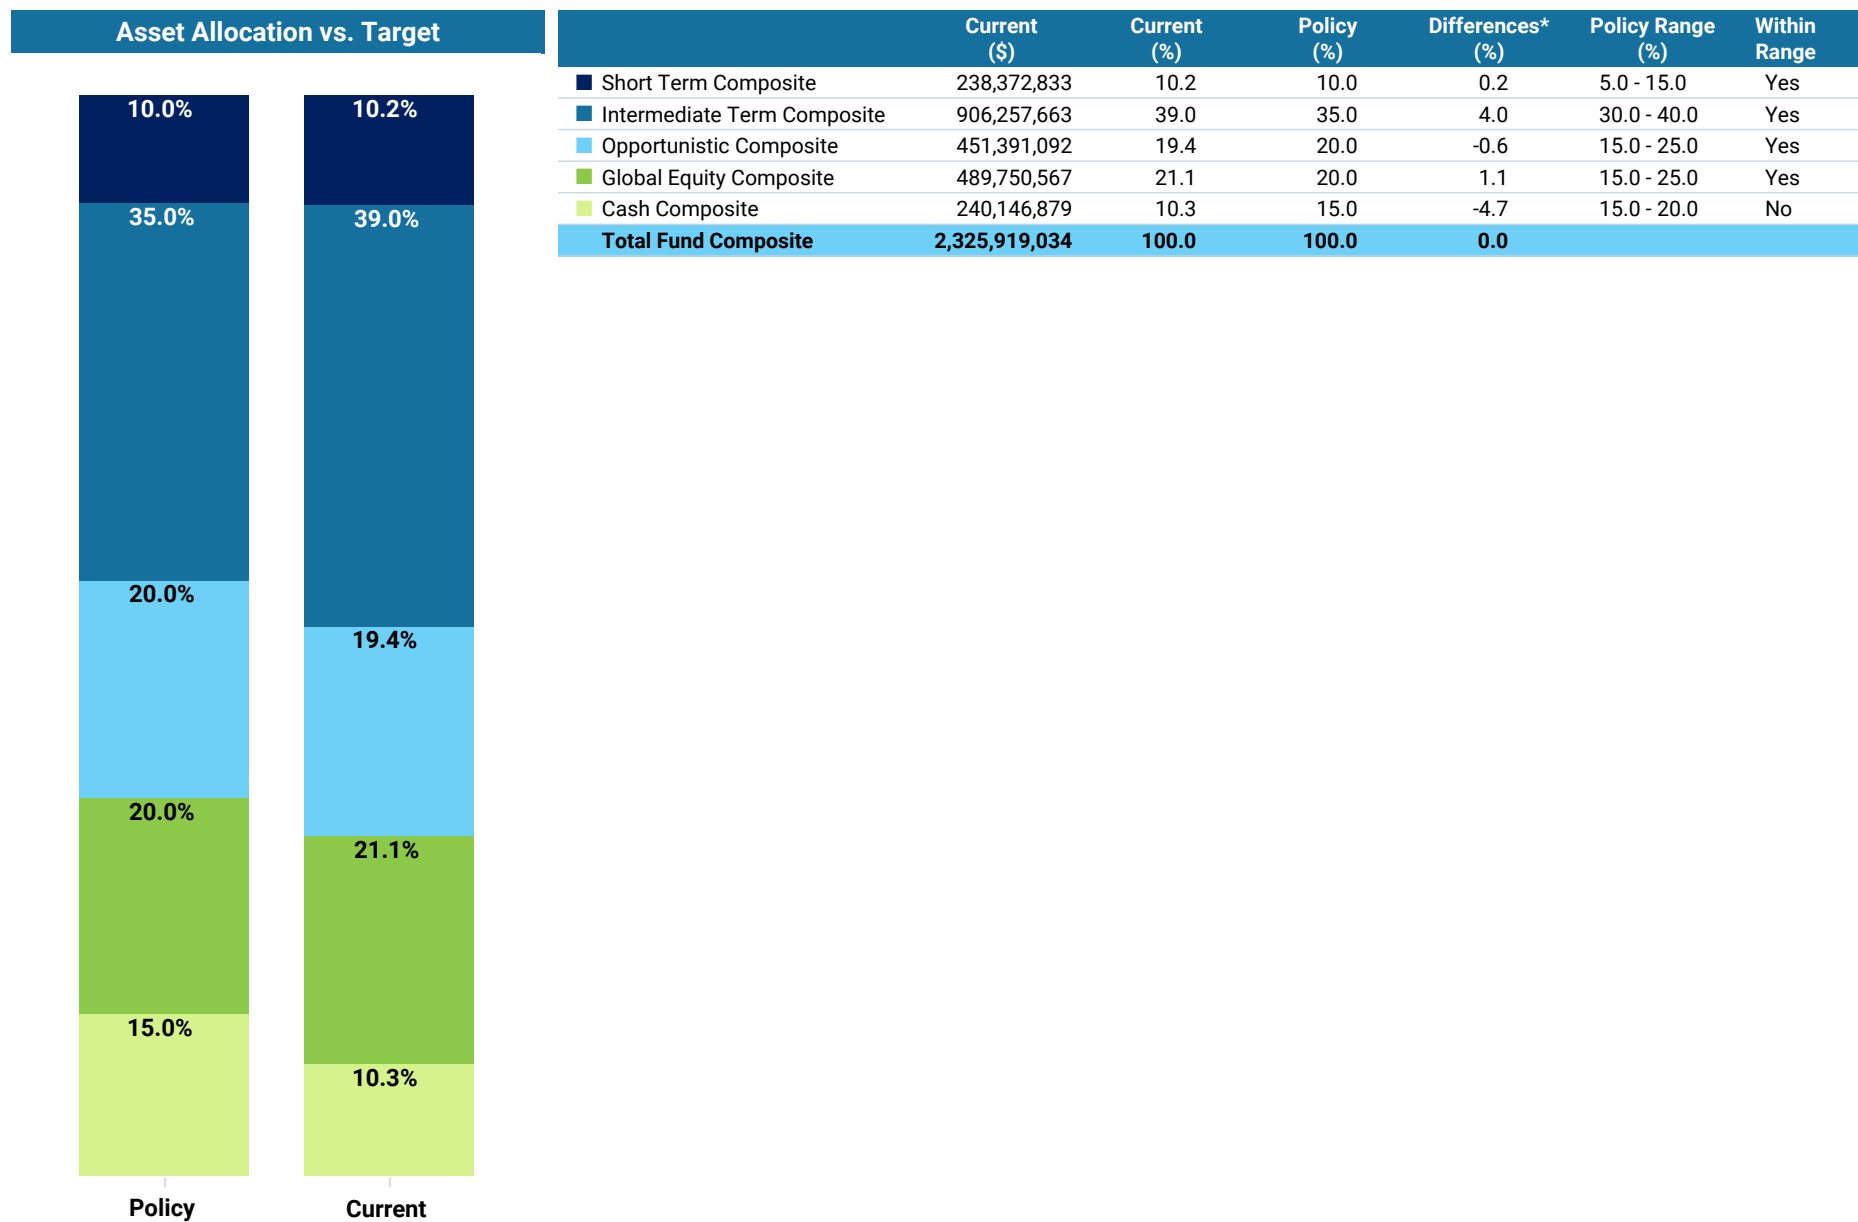 Asset Allocation vs. Target
10.0%
10.2%
35.0%
39.0%
20.0%
19.4%
20.0%
21.1%
15.0%
10.3%
Policy
Current
Current Current Policy Differences* Policy Range Within
($) (%) (%) (%) (%) Range
Short Term Composite 238,372,833 10.2 10.0 0.2 5.0 - 15.0 Yes
Intermediate Term Composite 906,257,663 39.0 35.0 4.0 30.0 - 40.0 Yes
Opportunistic Composite 451,391,092 19.4 20.0 -0.6 15.0 - 25.0 Yes
Global Equity Composite 489,750,567 21.1 20.0 1.1 15.0 - 25.0 Yes
Cash Composite 240,146,879 10.3 15.0 -4.7 15.0 - 20.0 No
Total Fund Composite 2,325,919,034 100.0 100.0 0.0